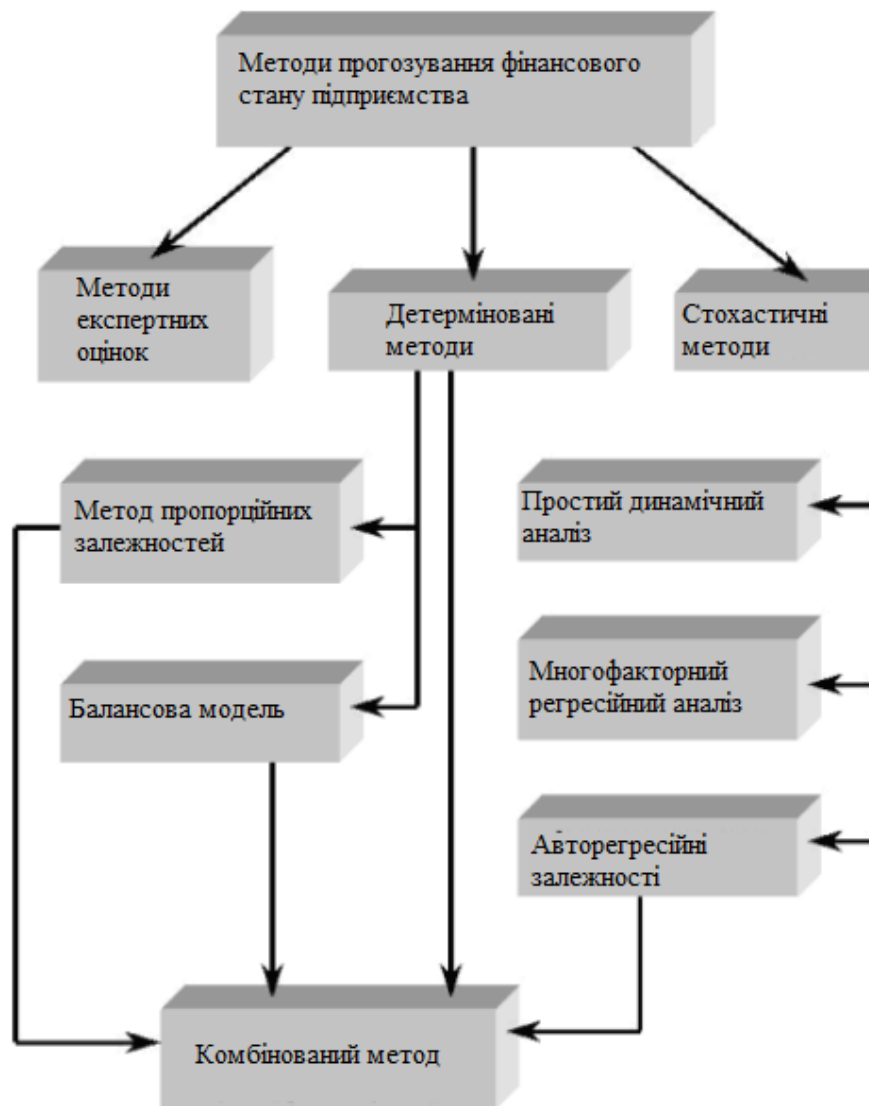 Методи прогозування фінансового
стану підприємства
Методи
експертних
оцінок
Детерміновані
методи
Стохастичні
методи
Метод пропорційних
залежностей
Простий динамічний
аналіз
Балансова модель
Многофакторний
регресійний аналіз
Авторегресійні
залежності
Комбінований метод